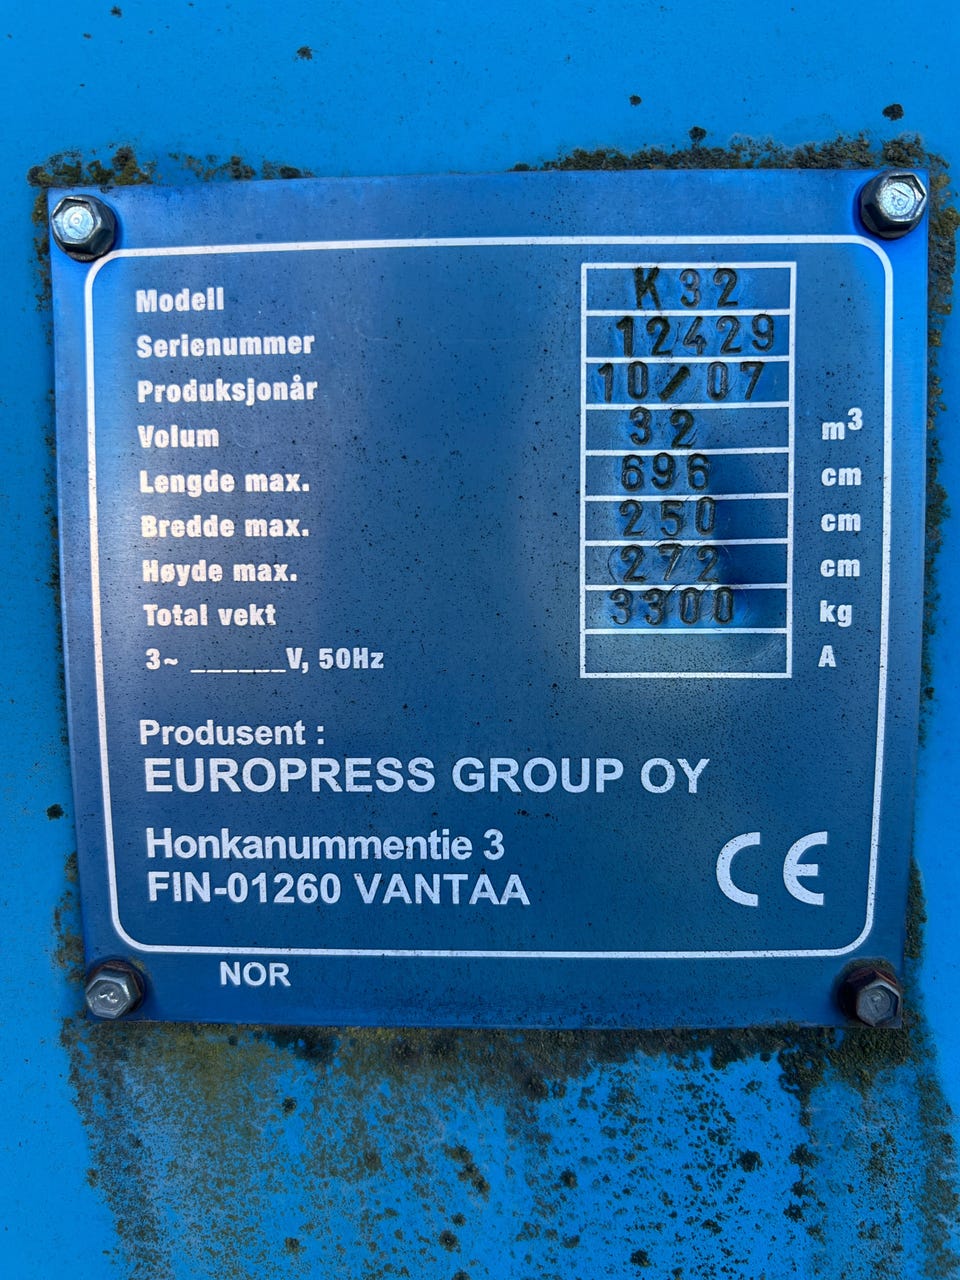 Modell K 32
Serienummer 12429
Produksjonår 10/07
Volum 32 m³
Lengde max. 696 cm
Bredde max. 250 cm
Høyde max. 272 cm
Total vekt 3300 kg
3~ ______V, 50Hz A
Produsent :
EUROPRESS GROUP OY
Honkanummentie 3
FIN-01260 VANTAA
CE
NOR